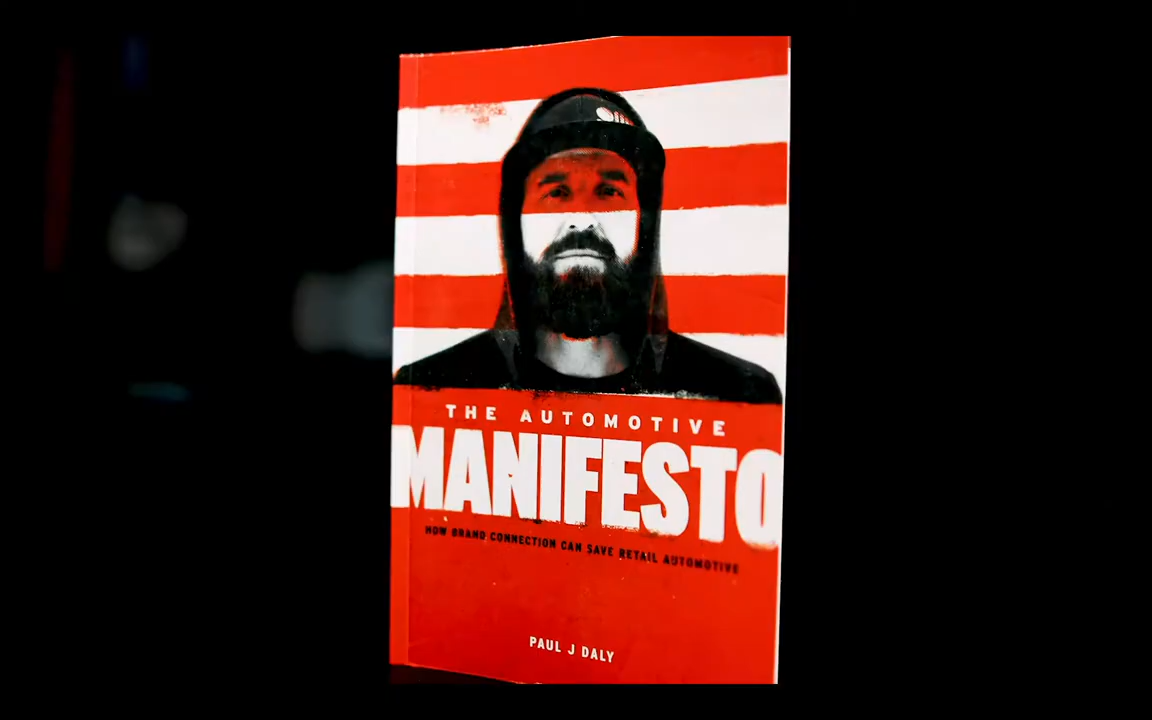 THE AUTOMOTIVE
MANIFESTO
HOW BRAND CONNECTION CAN SAVE RETAIL AUTOMOTIVE
PAUL J DALY